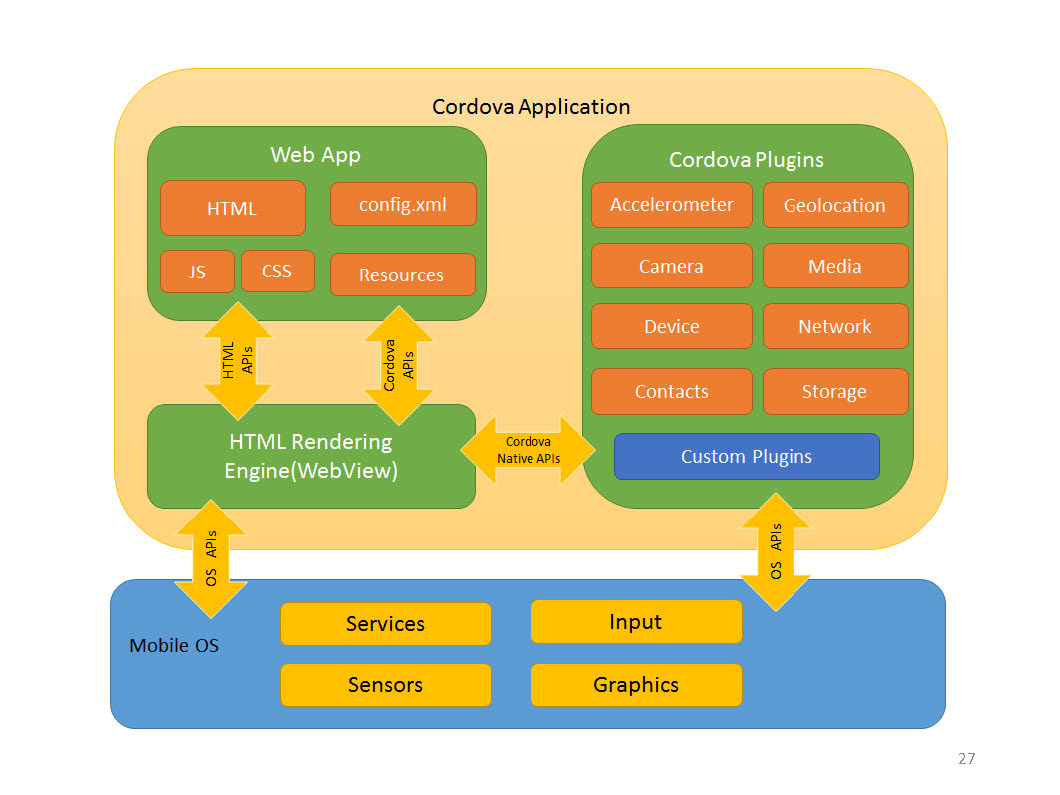 Cordova Application
Web App
HTML
config.xml
JS
CSS
Resources
HTML
APIs
Cordova
APIs
HTML Rendering
Engine(WebView)
Cordova
Native APIs
Cordova Plugins
Accelerometer
Geolocation
Camera
Media
Device
Network
Contacts
Storage
Custom Plugins
OS APIs
OS APIs
Mobile OS
Services
Input
Sensors
Graphics
27